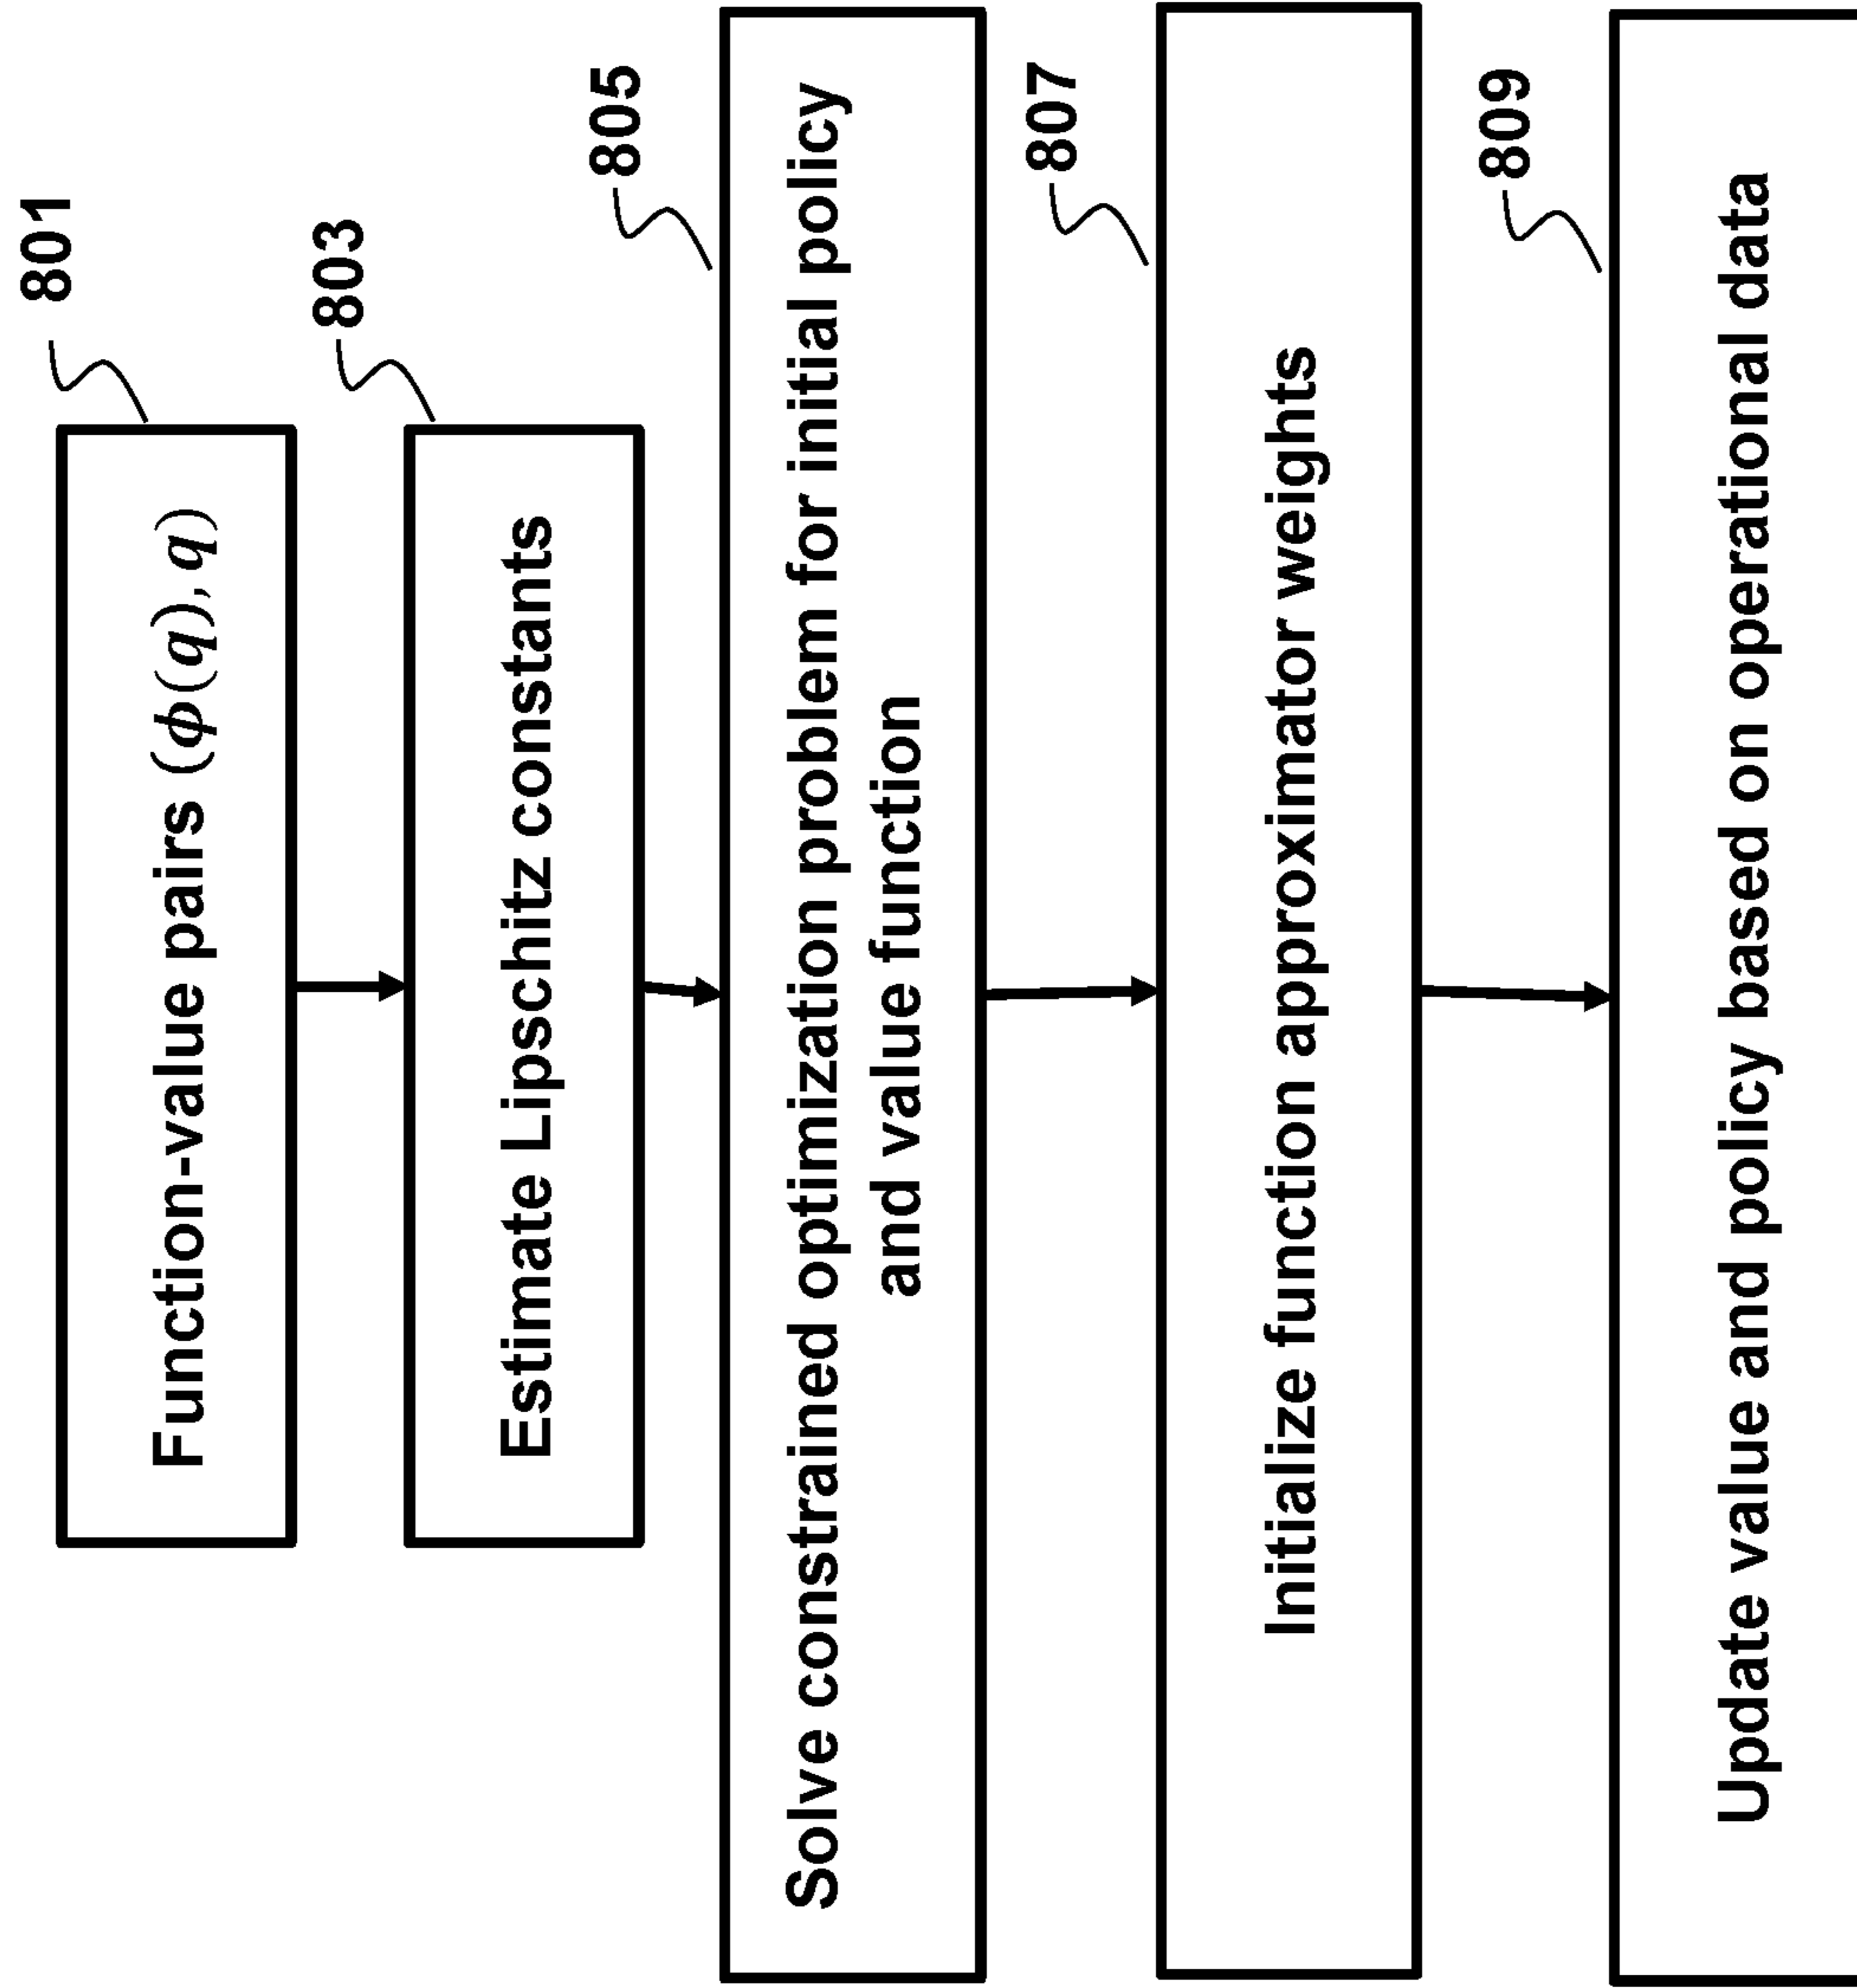 801
Function-value pairs (ϕ(q), q)
803
Estimate Lipschitz constants
805
Solve constrained optimization problem for initial policy
and value function
807
Initialize function approximator weights
809
Update value and policy based on operational data